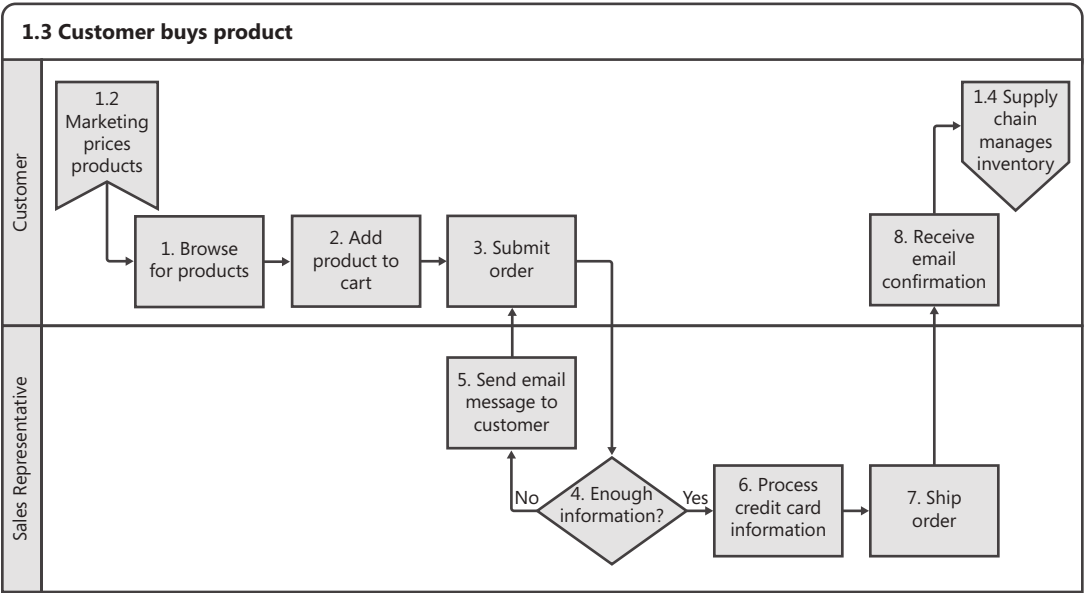 1.3 Customer buys product
Customer
1.2
Marketing
prices
products
1. Browse
for products
2. Add
product to
cart
3. Submit
order
8. Receive
email
confirmation
1.4 Supply
chain
manages
inventory
Sales Representative
5. Send email
message to
customer
No
4. Enough
information?
Yes
6. Process
credit card
information
7. Ship
order